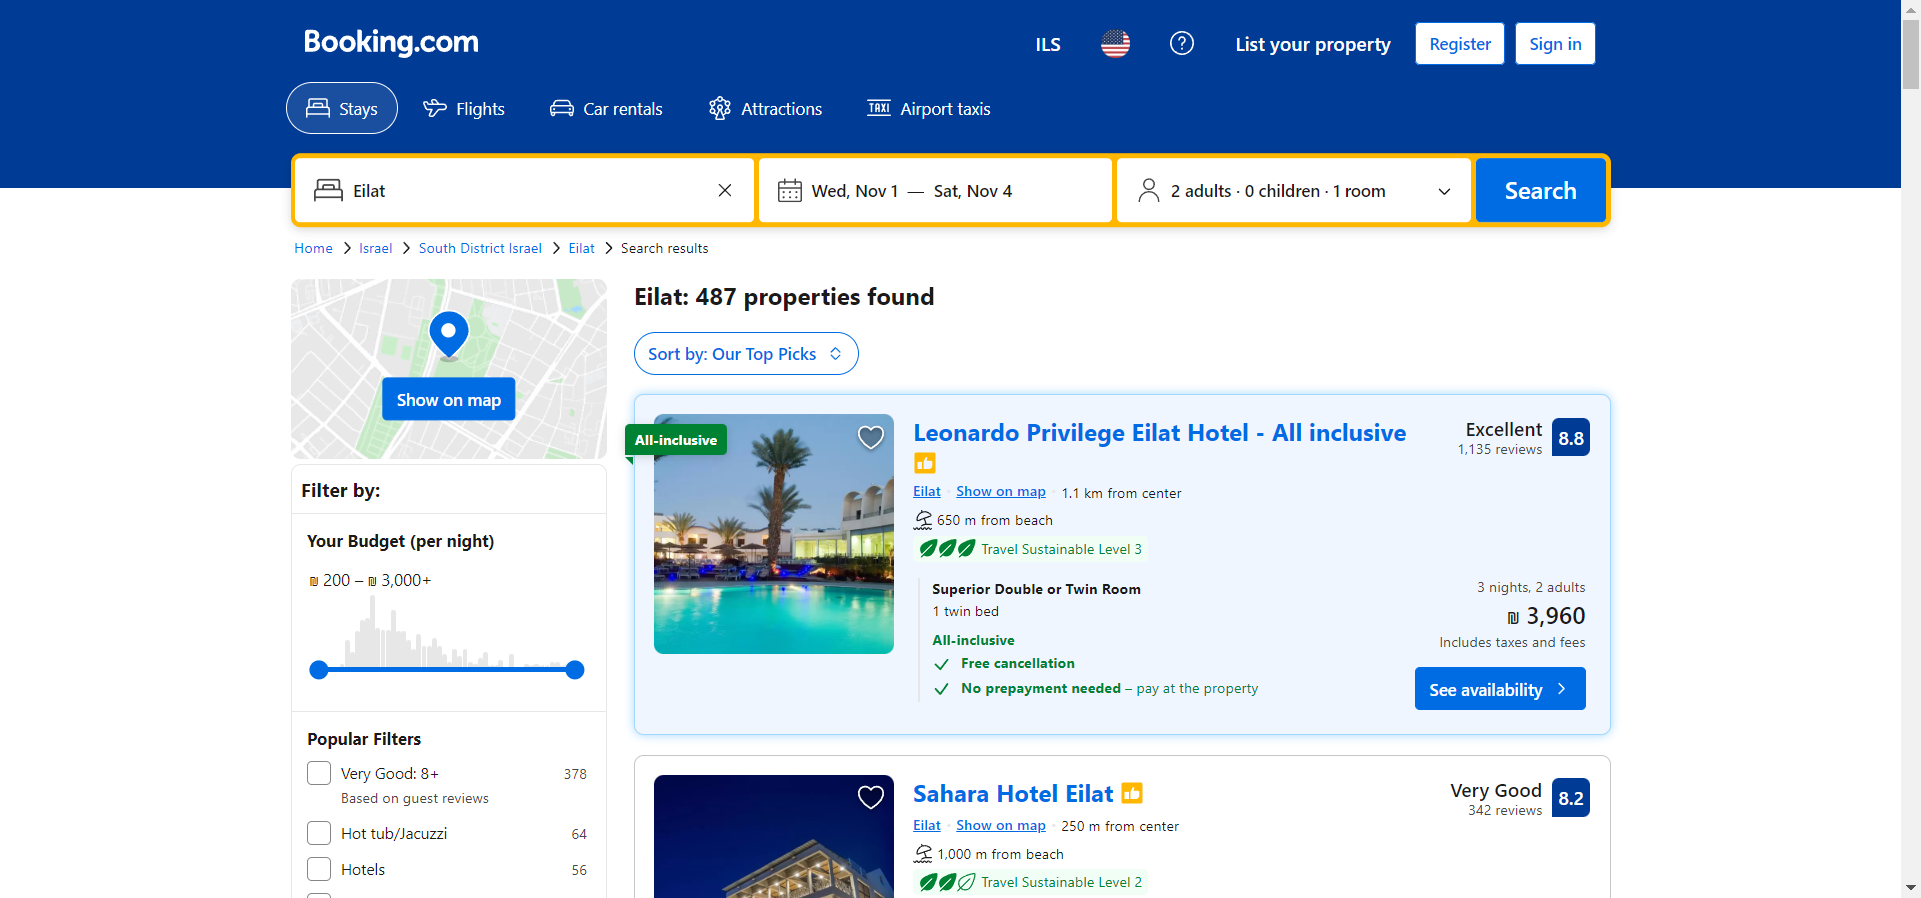 Booking.com
ILS
List your property
Register
Sign in
Stays
Flights
Car rentals
Attractions
TAXI
Airport taxis
Eilat
Wed, Nov 1 — Sat, Nov 4
2 adults · 0 children · 1 room
Search
Home > Israel > South District Israel > Eilat > Search results
Show on map
Filter by:
Your Budget (per night)
₪ 200 – ₪ 3,000+
Popular Filters
Very Good: 8+ 378
Based on guest reviews
Hot tub/Jacuzzi 64
Hotels 56
Eilat: 487 properties found
Sort by: Our Top Picks
All-inclusive
Leonardo Privilege Eilat Hotel - All inclusive
Excellent
1,135 reviews
8.8
Eilat · Show on map · 1.1 km from center
650 m from beach
Travel Sustainable Level 3
Superior Double or Twin Room
1 twin bed
All-inclusive
Free cancellation
No prepayment needed – pay at the property
3 nights, 2 adults
₪ 3,960
Includes taxes and fees
See availability
Sahara Hotel Eilat
Very Good
342 reviews
8.2
Eilat · Show on map · 250 m from center
1,000 m from beach
Travel Sustainable Level 2